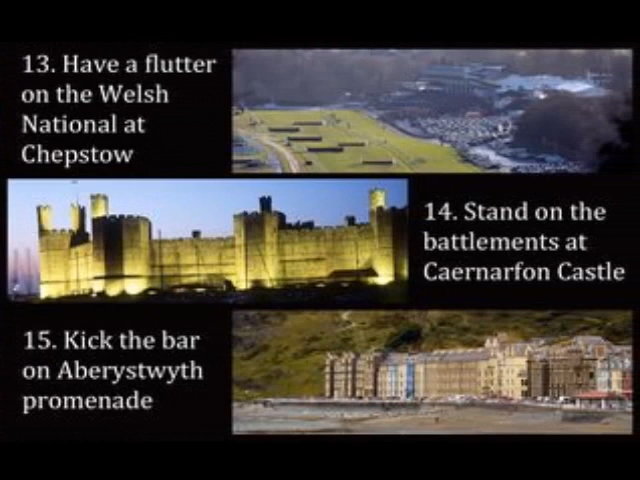 13. Have a flutter
on the Welsh
National at
Chepstow
14. Stand on the
battlements at
Caernarfon Castle
15. Kick the bar
on Aberystwyth
promenade